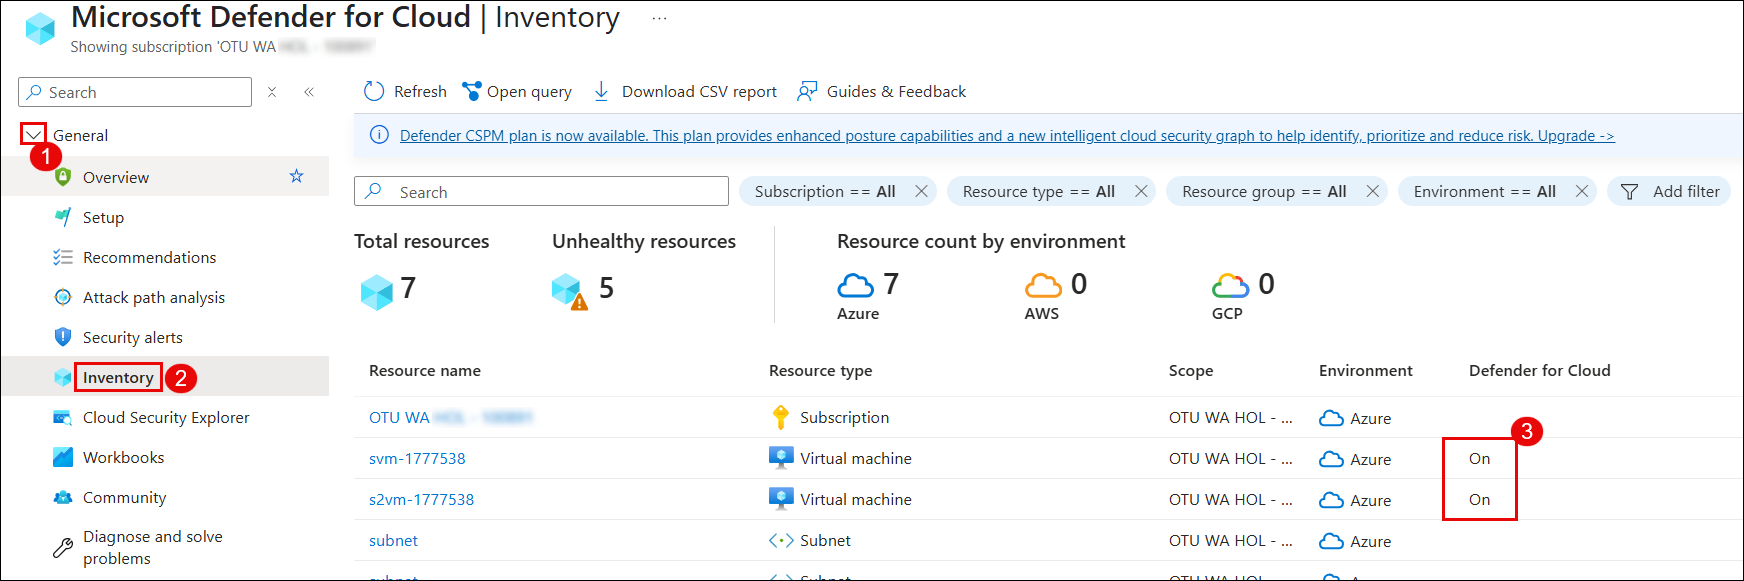 Microsoft Defender for Cloud | Inventory ...
Showing subscription 'OTU WA
Search
General
1
Overview
Setup
Recommendations
Attack path analysis
Security alerts
Inventory 2
Cloud Security Explorer
Workbooks
Community
Diagnose and solve
problems
Refresh Open query Download CSV report Guides & Feedback
Defender CSPM plan is now available. This plan provides enhanced posture capabilities and a new intelligent cloud security graph to help identify, prioritize and reduce risk. Upgrade ->
Search Subscription == All Resource type == All Resource group == All Environment == All Add filter
Total resources Unhealthy resources Resource count by environment
7 5 7 0 0
Azure AWS GCP
Resource name Resource type Scope Environment Defender for Cloud
OTU WA Subscription OTU WA HOL - ... Azure
3
svm-1777538 Virtual machine OTU WA HOL - ... Azure On
s2vm-1777538 Virtual machine OTU WA HOL - ... Azure On
subnet Subnet OTU WA HOL - ... Azure